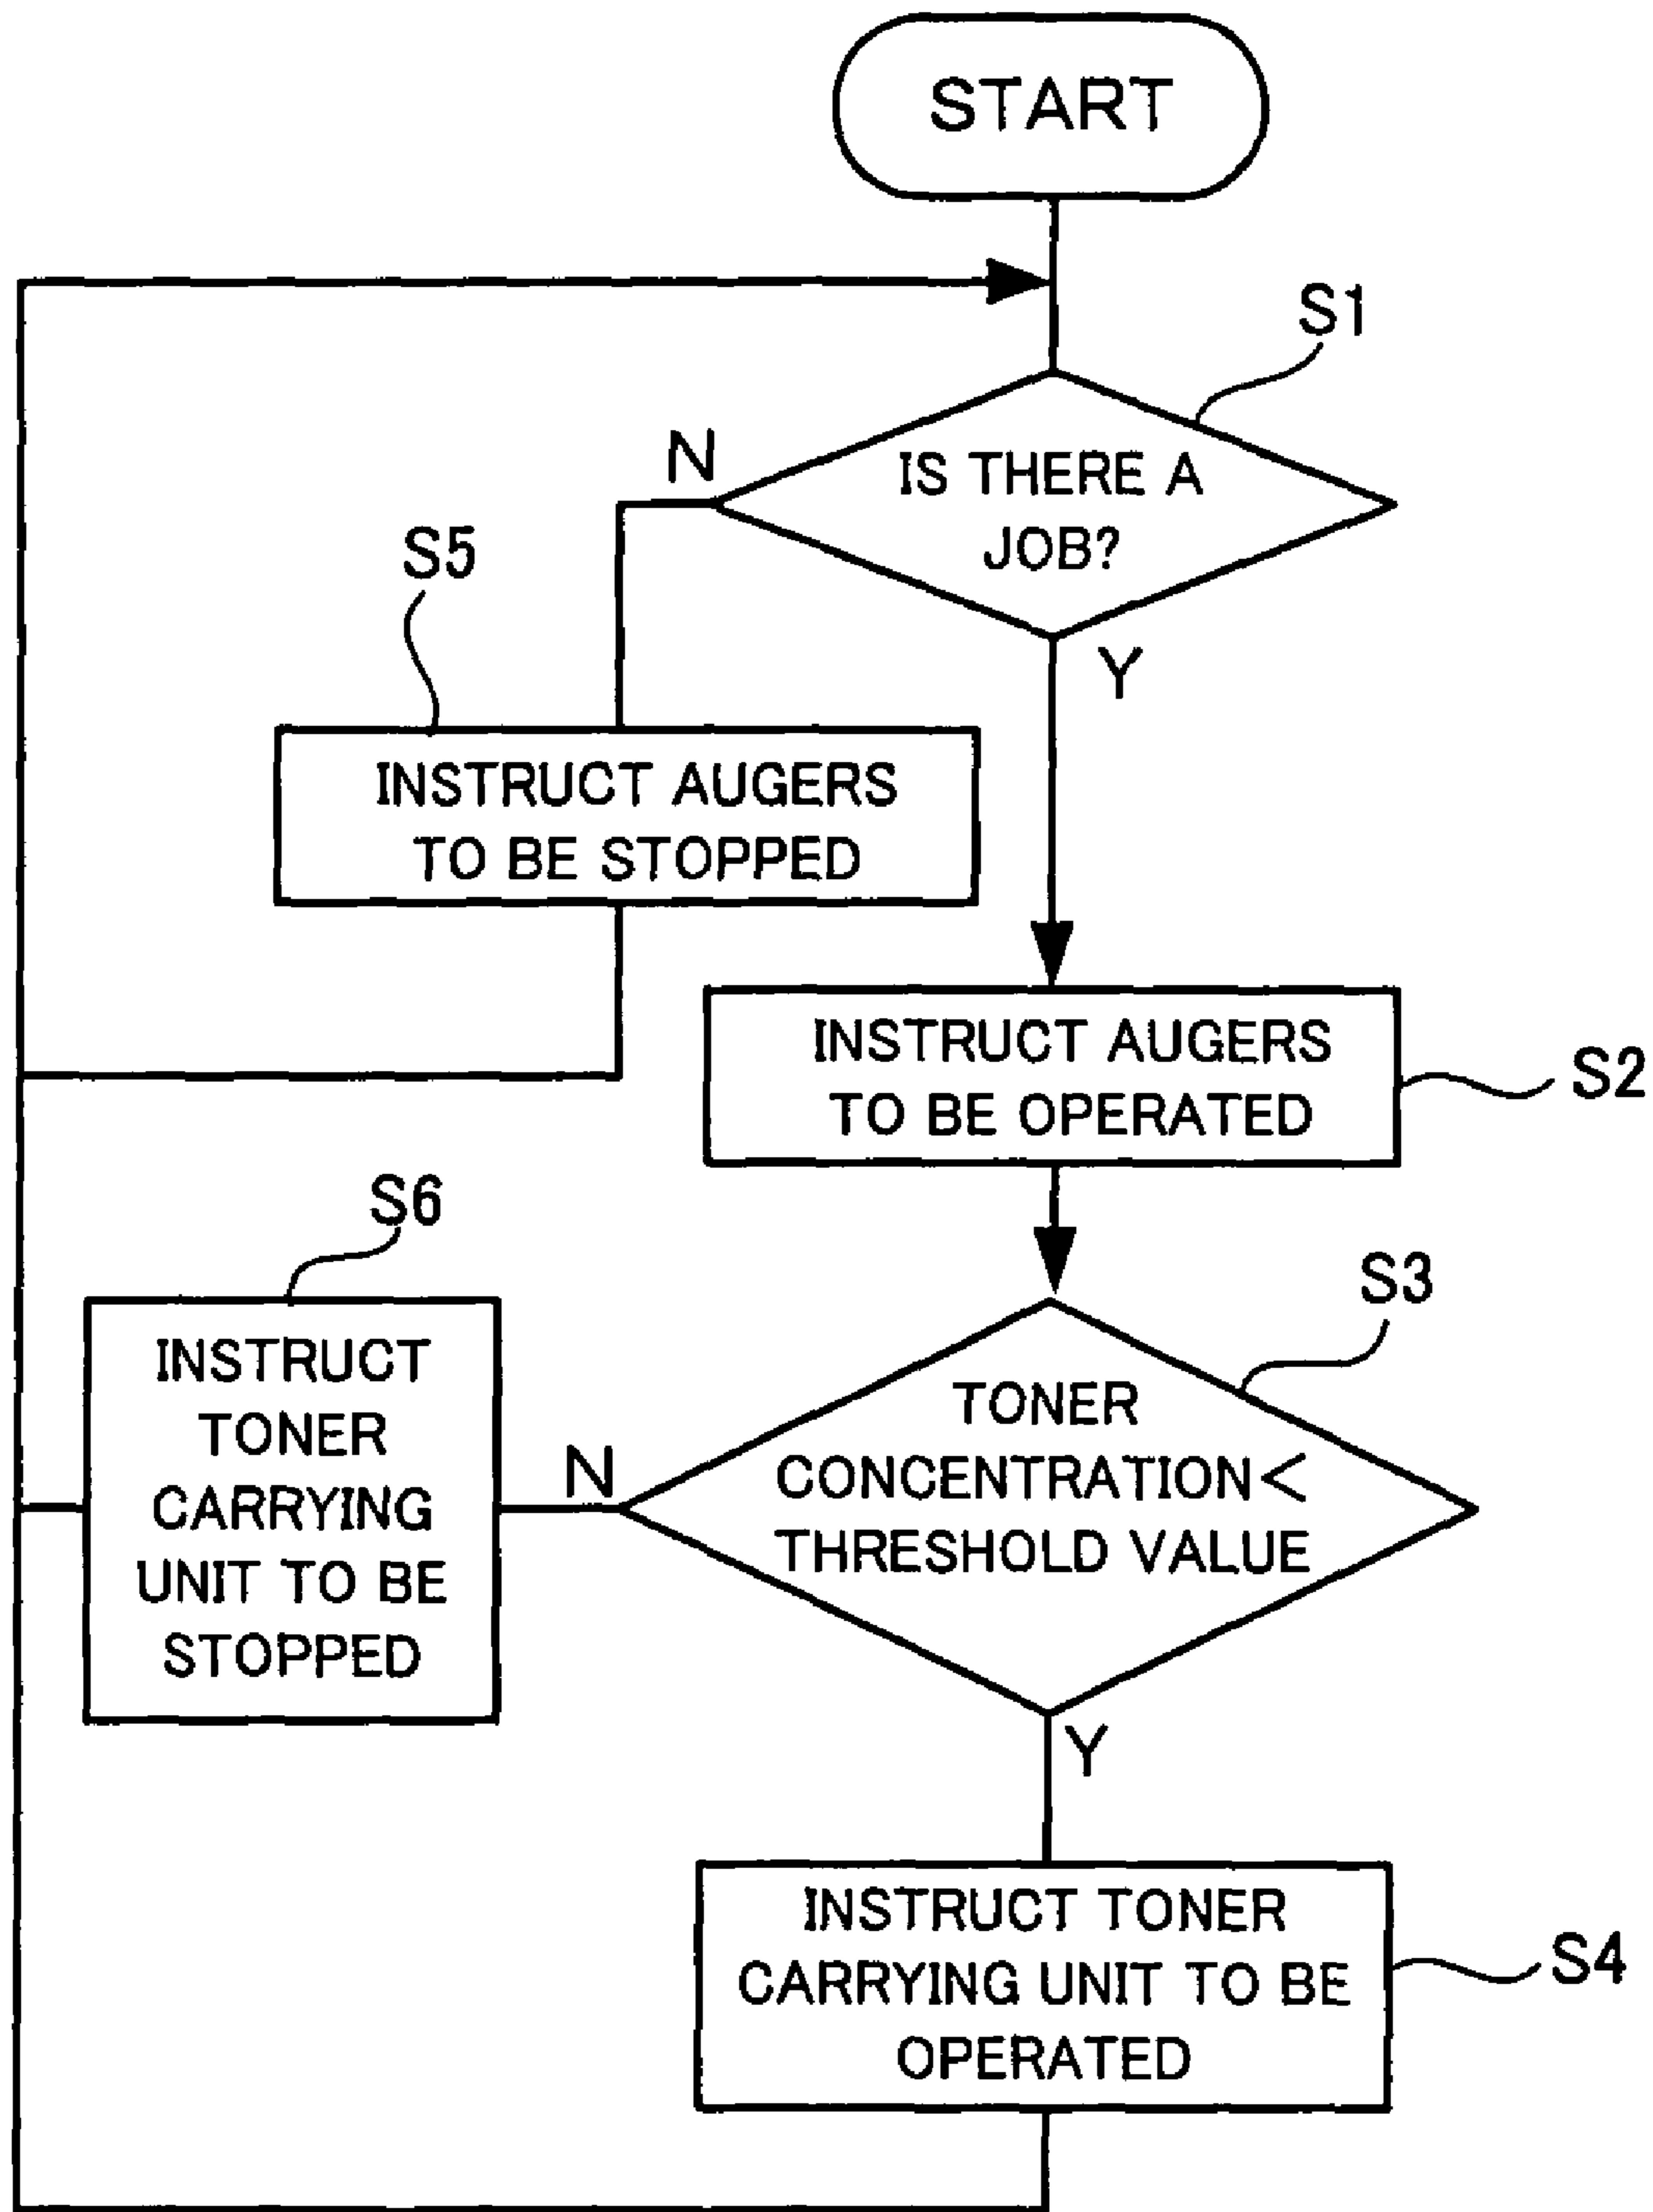 START
S1
N
IS THERE A
JOB?
S5
Y
INSTRUCT AUGERS
TO BE STOPPED
INSTRUCT AUGERS
TO BE OPERATED
S2
S6
S3
INSTRUCT
TONER
CARRYING
UNIT TO BE
STOPPED
N
TONER
CONCENTRATION<
THRESHOLD VALUE
Y
INSTRUCT TONER
CARRYING UNIT TO BE
OPERATED
S4